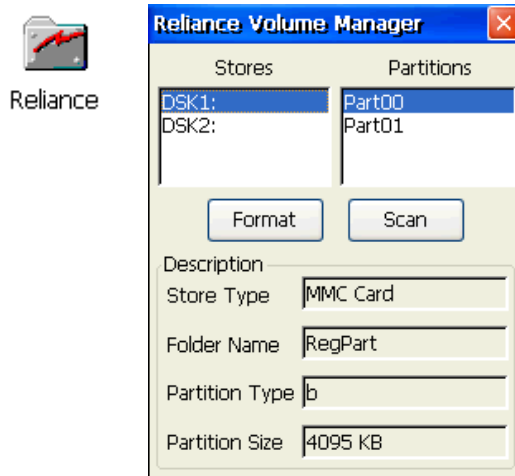 Reliance
Reliance Volume Manager
Stores Partitions
DSK1: Part00
DSK2: Part01
Format Scan
Description
Store Type MMC Card
Folder Name RegPart
Partition Type b
Partition Size 4095 KB